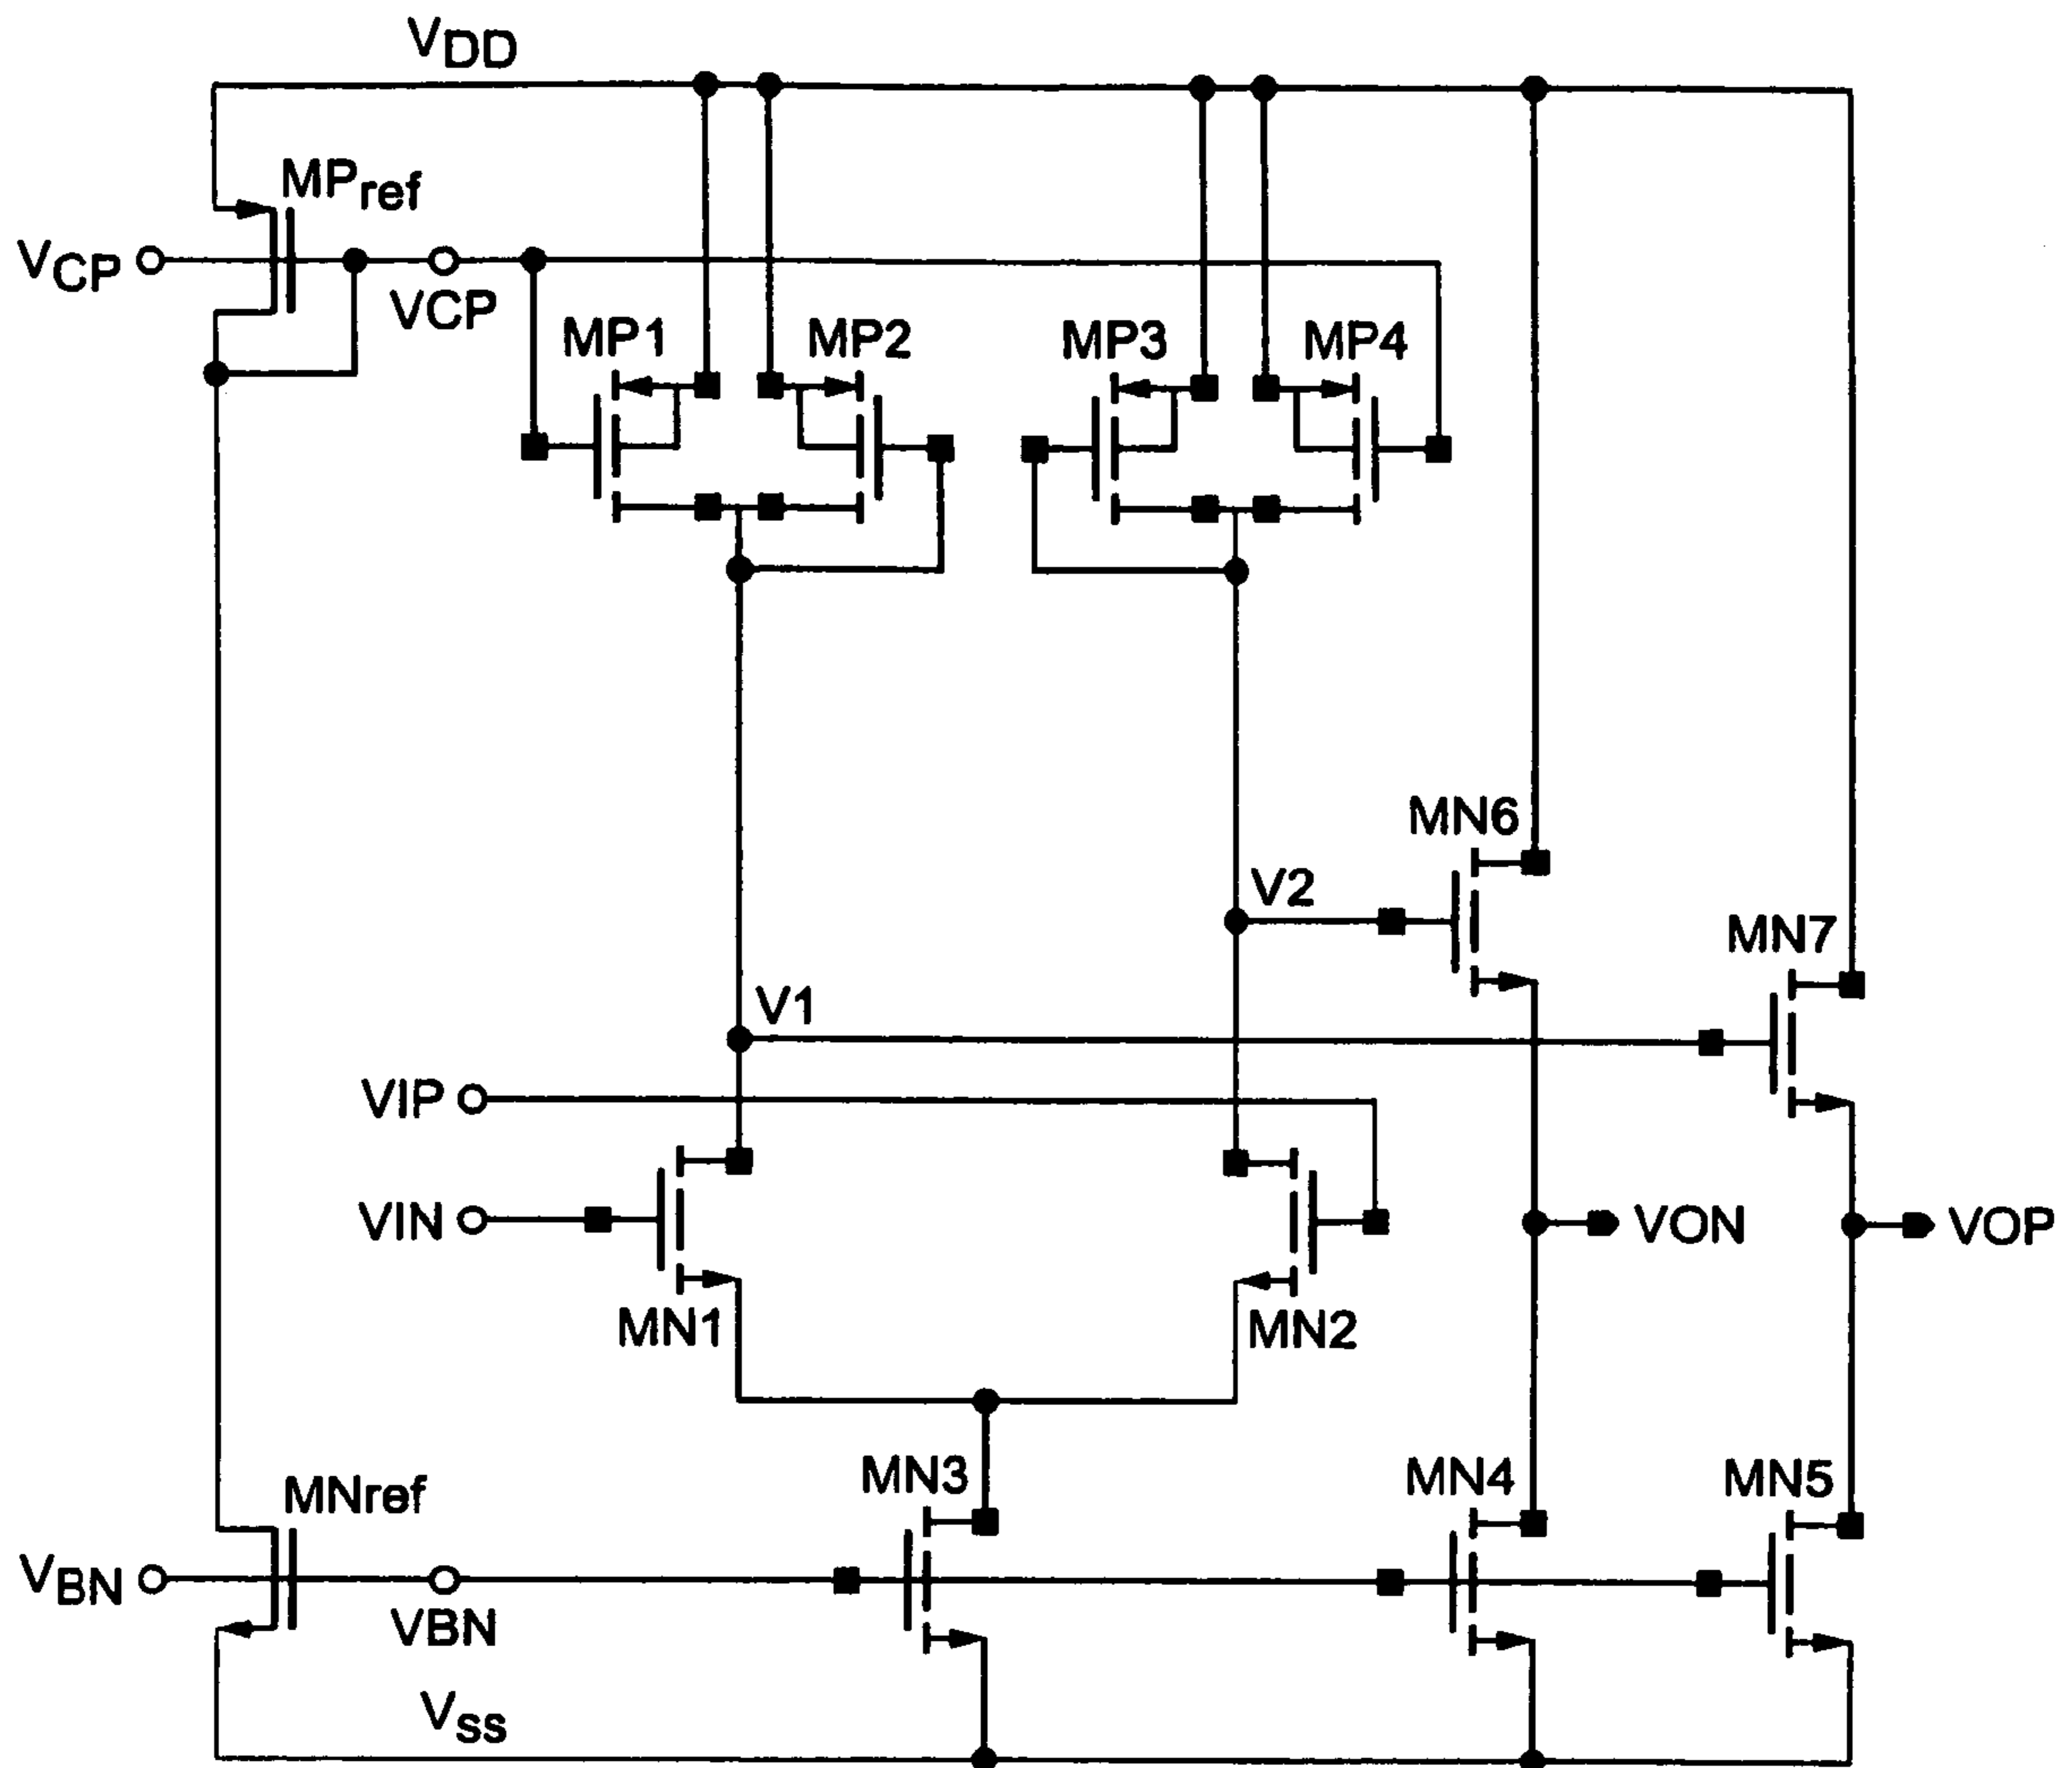 VDD
MPref
VCP
VCP
MP1
MP2
MP3
MP4
MN6
V2
MN7
V1
VIP
VIN
VON
VOP
MN1
MN2
MN3
MN4
MN5
MNref
VBN
VBN
Vss